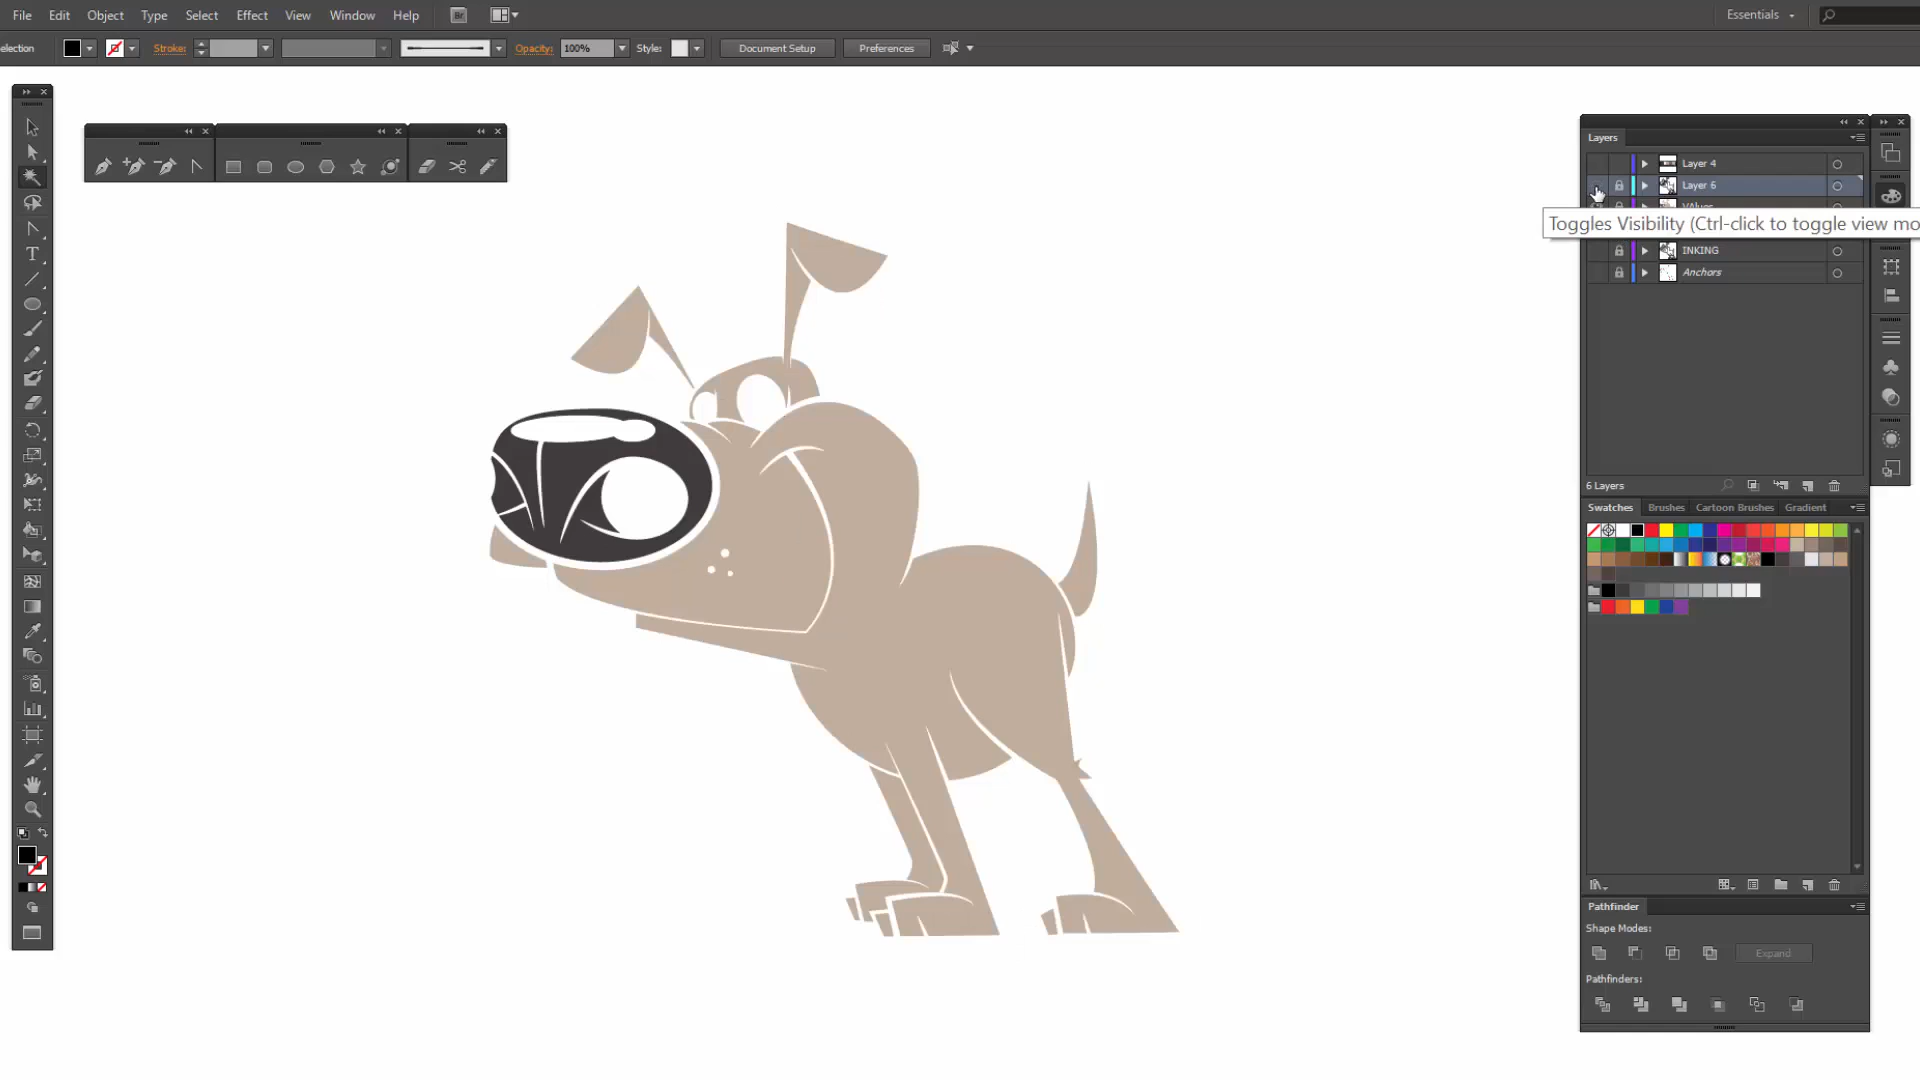 File Edit Object Type Select Effect View Window Help Br Essentials
election Stroke: Opacity: 100% Style: Document Setup Preferences
Layers
Layer 4
Layer 6
VAlues
Toggles Visibility (Ctrl-click to toggle view mo
INKING
Anchors
6 Layers
Swatches Brushes Cartoon Brushes Gradient
Pathfinder
Shape Modes:
Expand
Pathfinders: